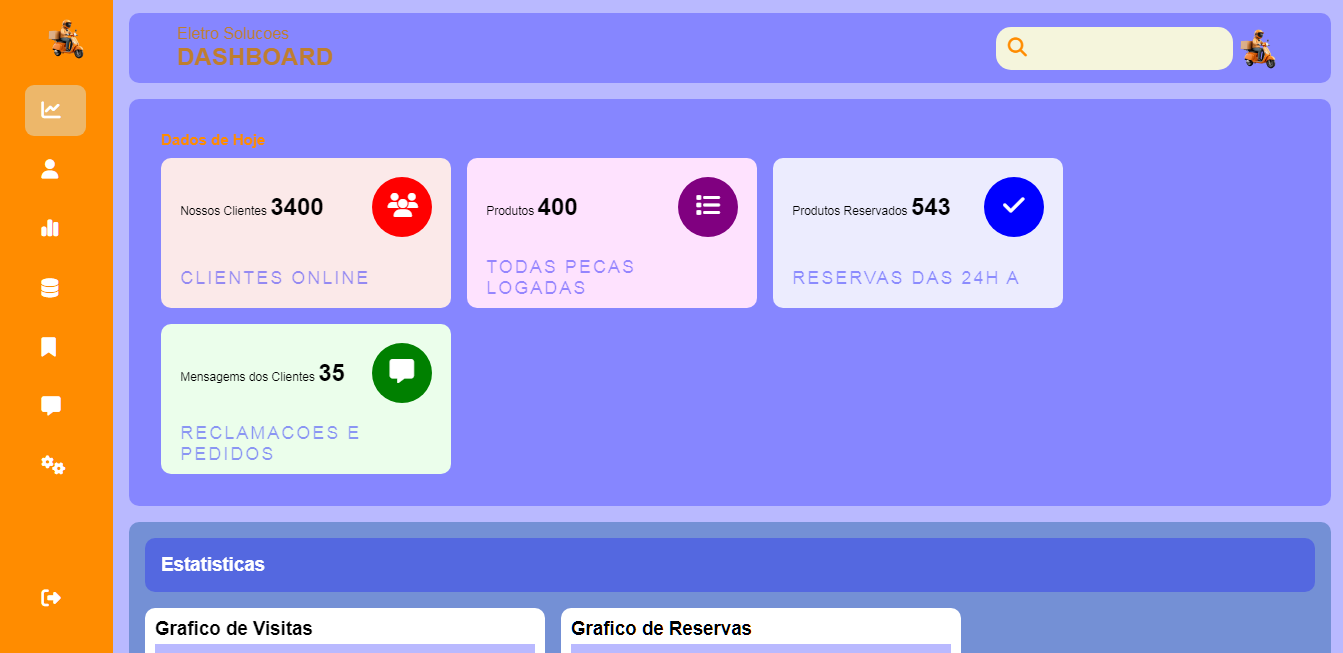 Eletro Solucoes
DASHBOARD
Dados de Hoje
Nossos Clientes 3400
CLIENTES ONLINE
Produtos 400
TODAS PECAS
LOGADAS
Produtos Reservados 543
RESERVAS DAS 24H A
Mensagems dos Clientes 35
RECLAMACOES E
PEDIDOS
Estatisticas
Grafico de Visitas
Grafico de Reservas